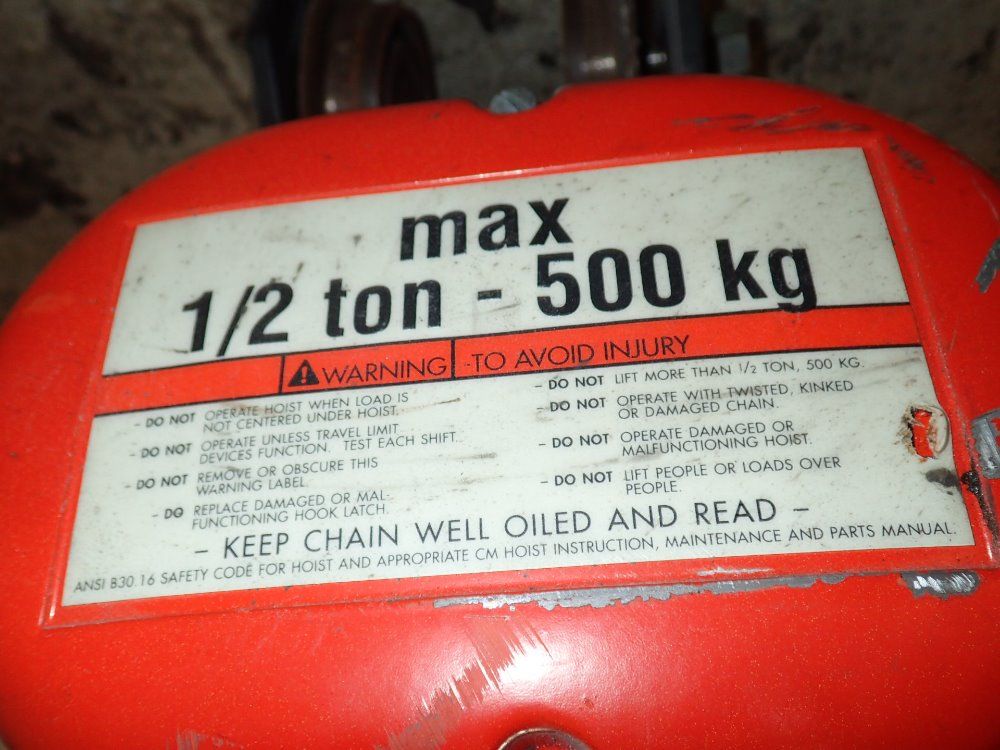 max
1/2 ton - 500 kg
WARNING TO AVOID INJURY
- DO NOT OPERATE HOIST WHEN LOAD IS
NOT CENTERED UNDER HOIST.
- DO NOT OPERATE UNLESS TRAVEL LIMIT
DEVICES FUNCTION. TEST EACH SHIFT.
- DO NOT REMOVE OR OBSCURE THIS
WARNING LABEL.
- DO REPLACE DAMAGED OR MAL-
FUNCTIONING HOOK LATCH.
- DO NOT LIFT MORE THAN 1/2 TON, 500 KG.
- DO NOT OPERATE WITH TWISTED, KINKED
OR DAMAGED CHAIN.
- DO NOT OPERATE DAMAGED OR
MALFUNCTIONING HOIST.
- DO NOT LIFT PEOPLE OR LOADS OVER
PEOPLE.
- KEEP CHAIN WELL OILED AND READ -
ANSI B30.16 SAFETY CODE FOR HOIST AND APPROPRIATE CM HOIST INSTRUCTION, MAINTENANCE AND PARTS MANUAL.